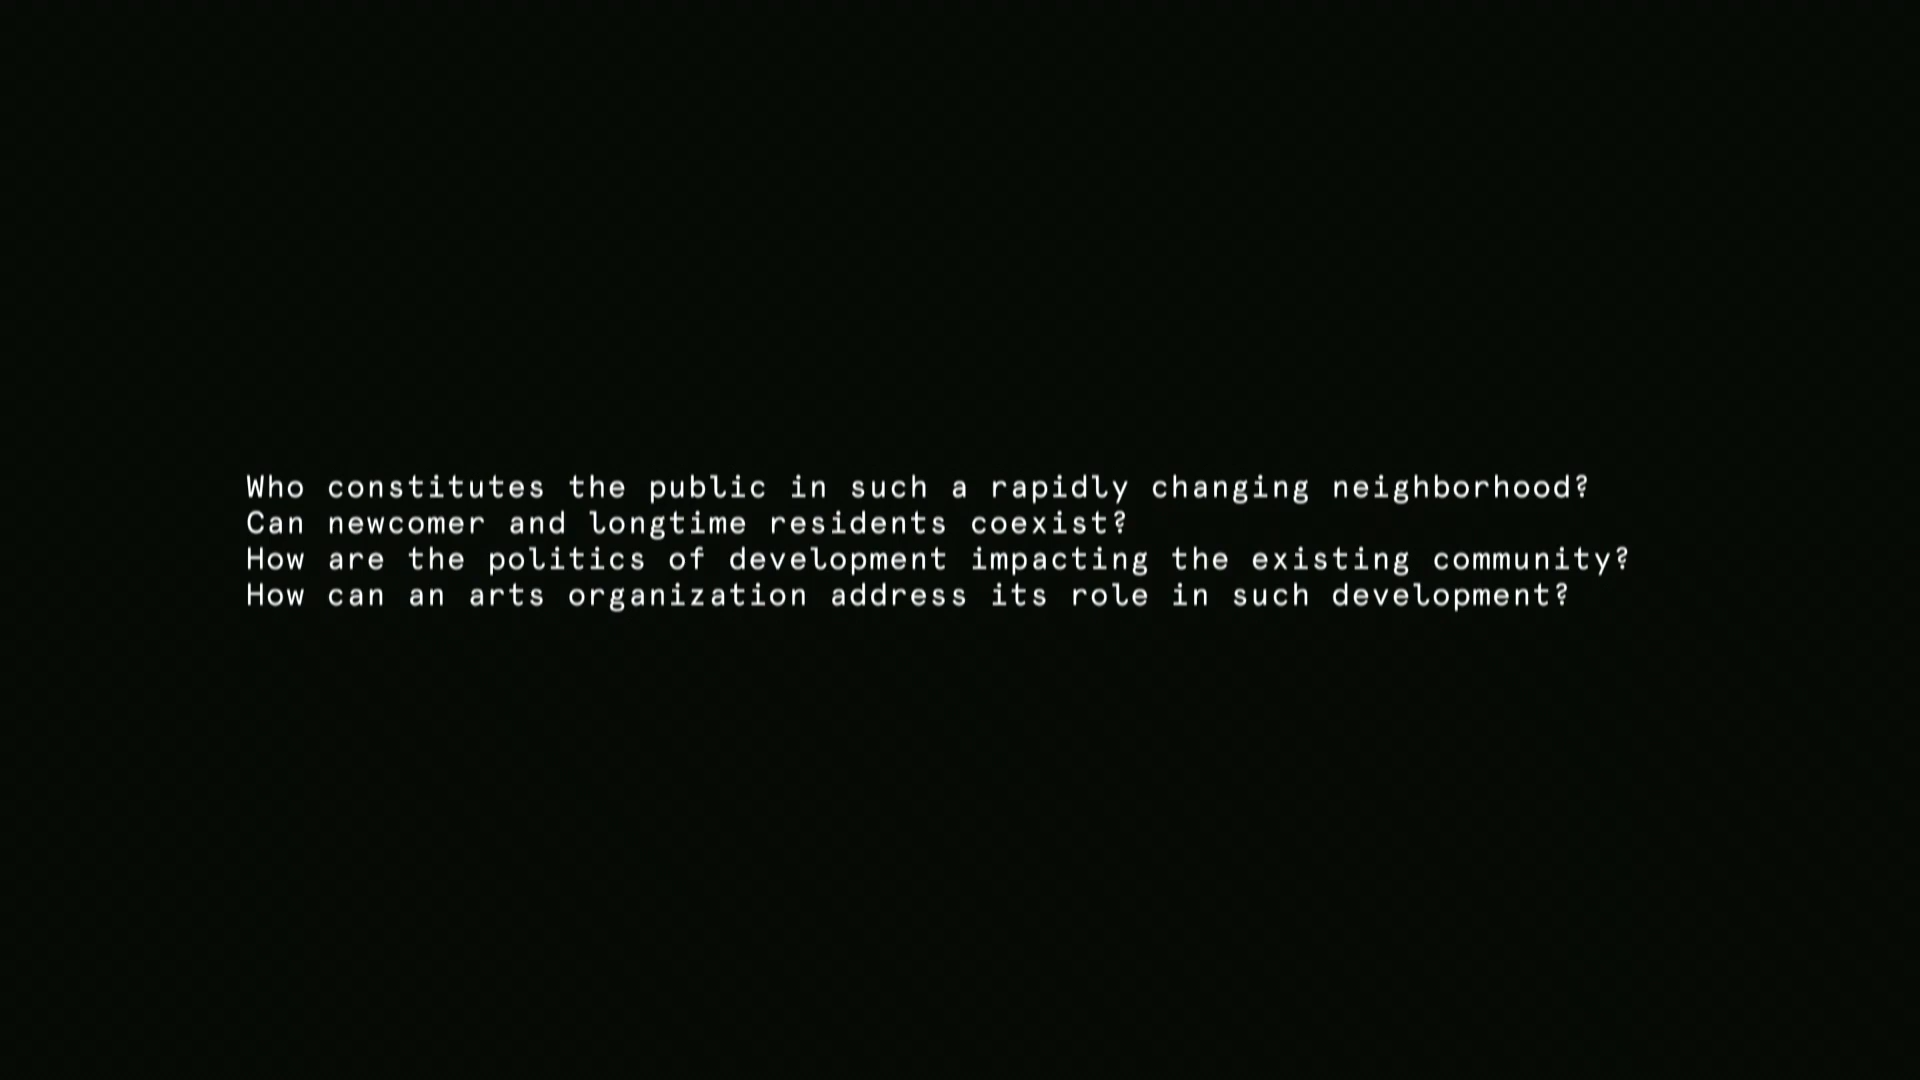 Who constitutes the public in such a rapidly changing neighborhood?
Can newcomer and longtime residents coexist?
How are the politics of development impacting the existing community?
How can an arts organization address its role in such development?